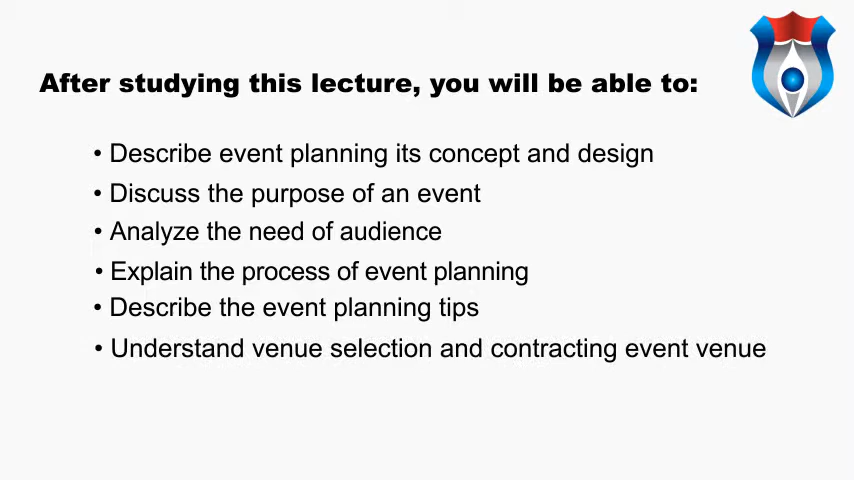 After studying this lecture, you will be able to:
• Describe event planning its concept and design
• Discuss the purpose of an event
• Analyze the need of audience
• Explain the process of event planning
• Describe the event planning tips
• Understand venue selection and contracting event venue